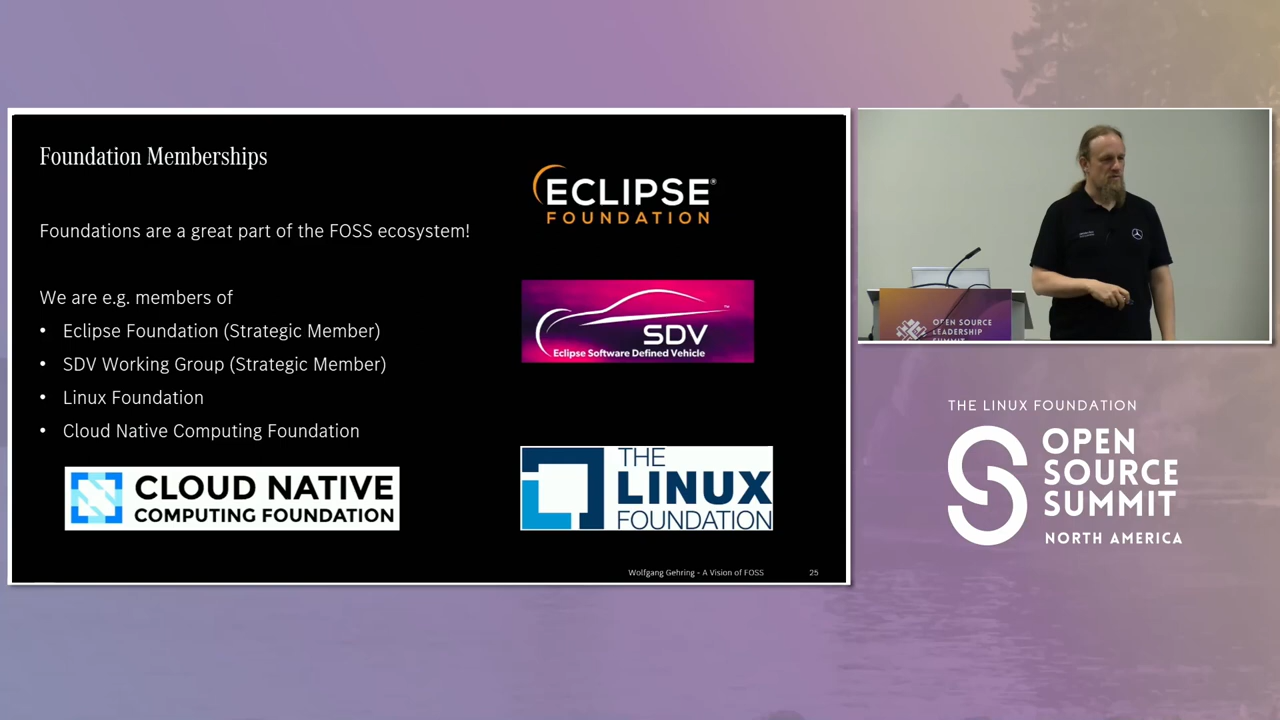 Foundation Memberships
Foundations are a great part of the FOSS ecosystem!
We are e.g. members of
• Eclipse Foundation (Strategic Member)
• SDV Working Group (Strategic Member)
• Linux Foundation
• Cloud Native Computing Foundation
CLOUD NATIVE
COMPUTING FOUNDATION
ECLIPSE®
FOUNDATION
SDV ™
Eclipse Software Defined Vehicle
THE
LINUX
FOUNDATION
Wolfgang Gehring - A Vision of FOSS 25
OPEN SOURCE
LEADERSHIP
SUMMIT
THE LINUX FOUNDATION
OPEN
SOURCE
SUMMIT
NORTH AMERICA